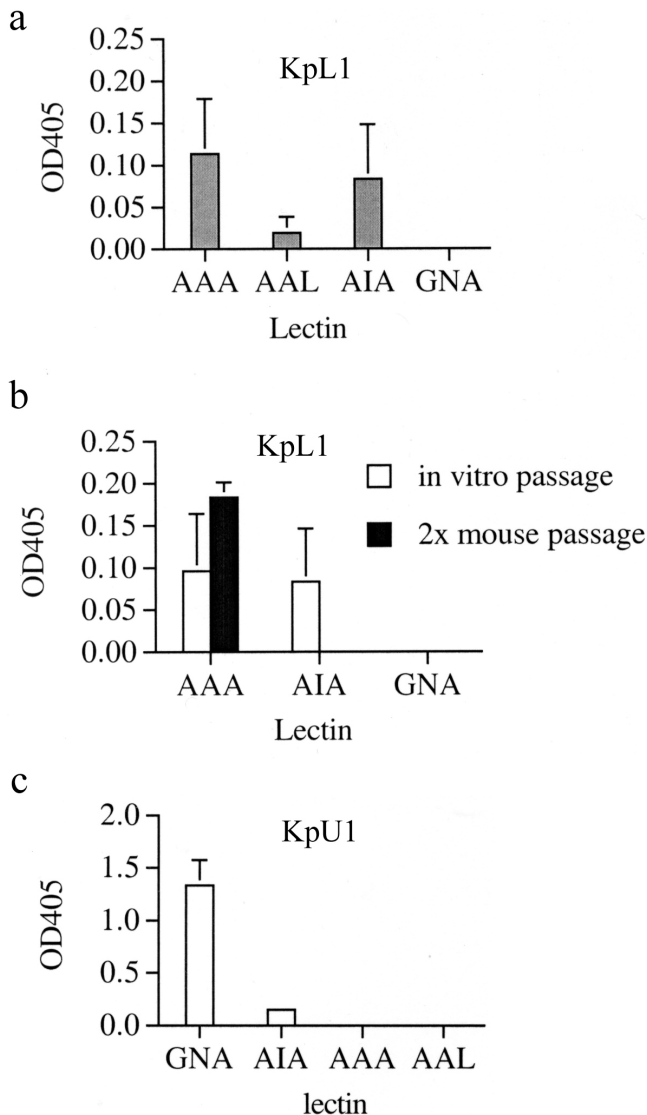 a
KpL1
OD405
0.25
0.20
0.15
0.10
0.05
0.00
AAA AAL AIA GNA
Lectin
b
KpL1
OD405
0.25
0.20
0.15
0.10
0.05
0.00
in vitro passage
2x mouse passage
AAA AIA GNA
Lectin
c
KpU1
OD405
2.0
1.5
1.0
0.5
0.0
GNA AIA AAA AAL
lectin